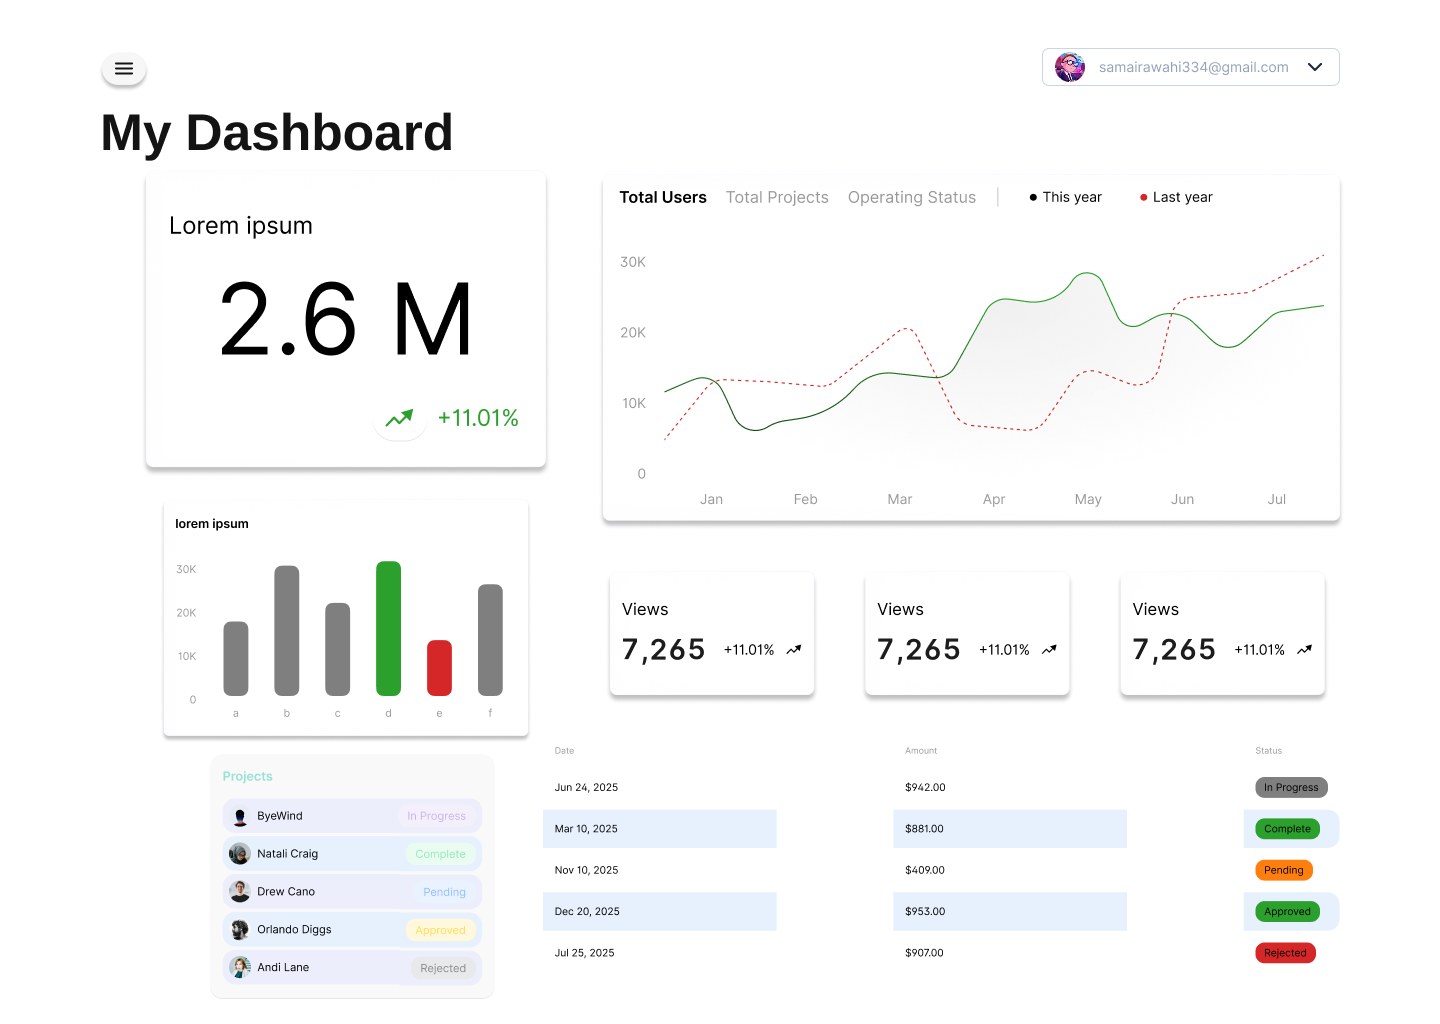 samairawahi334@gmail.com
My Dashboard
Lorem ipsum
2.6 M
+11.01%
Total Users Total Projects Operating Status This year Last year
30K
20K
10K
0
Jan Feb Mar Apr May Jun Jul
lorem ipsum
30K
20K
10K
0
a b c d e f
Views
7,265 +11.01%
Views
7,265 +11.01%
Views
7,265 +11.01%
Projects
ByeWind In Progress
Natali Craig Complete
Drew Cano Pending
Orlando Diggs Approved
Andi Lane Rejected
Date Amount Status
Jun 24, 2025 $942.00 In Progress
Mar 10, 2025 $881.00 Complete
Nov 10, 2025 $409.00 Pending
Dec 20, 2025 $953.00 Approved
Jul 25, 2025 $907.00 Rejected